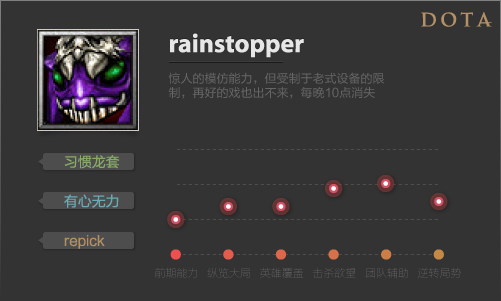 DOTA
rainstopper
惊人的模仿能力，但受制于老式设备的限
制，再好的戏也出不来，每晚10点消失
习惯龙套
有心无力
repick
前期能力 纵览大局 英雄覆盖 击杀欲望 团队辅助 逆转局势